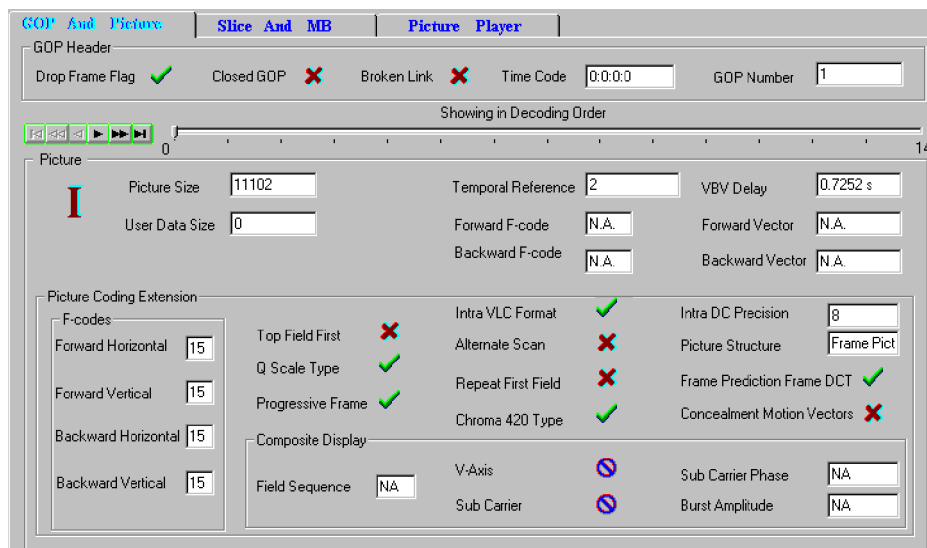 GOP And Picture    Slice And MB    Picture Player
GOP Header
Drop Frame Flag    Closed GOP    Broken Link    Time Code 0:0:0:0    GOP Number 1
Showing in Decoding Order
0    14
Picture
I    Picture Size 11102    Temporal Reference 2    VBV Delay 0.7252 s
User Data Size 0    Forward F-code N.A.    Forward Vector N.A.
Backward F-code N.A.    Backward Vector N.A.
Picture Coding Extension
F-codes
Forward Horizontal 15
Forward Vertical 15
Backward Horizontal 15
Backward Vertical 15
Top Field First
Q Scale Type
Progressive Frame
Intra VLC Format
Alternate Scan
Repeat First Field
Chroma 420 Type
Intra DC Precision 8
Picture Structure Frame Pict
Frame Prediction Frame DCT
Concealment Motion Vectors
Composite Display
Field Sequence NA
V-Axis
Sub Carrier
Sub Carrier Phase NA
Burst Amplitude NA